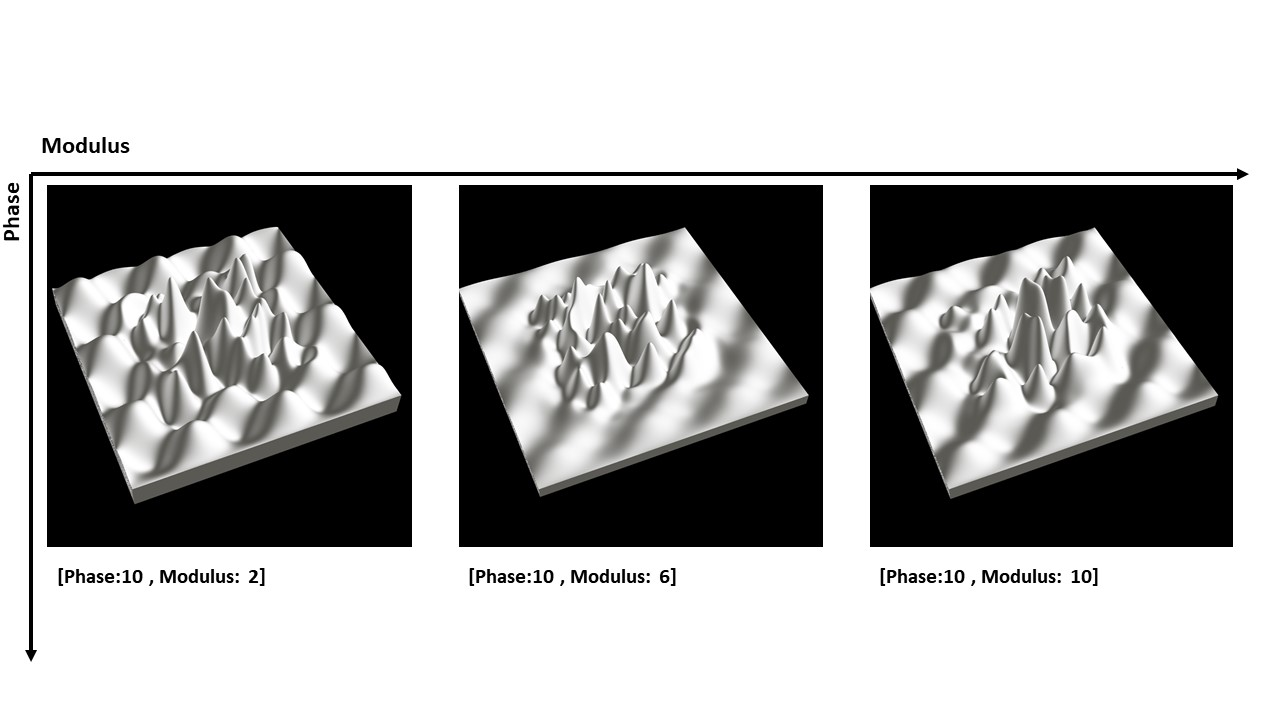 Modulus
Phase
[Phase:10 , Modulus: 2]
[Phase:10 , Modulus: 6]
[Phase:10 , Modulus: 10]